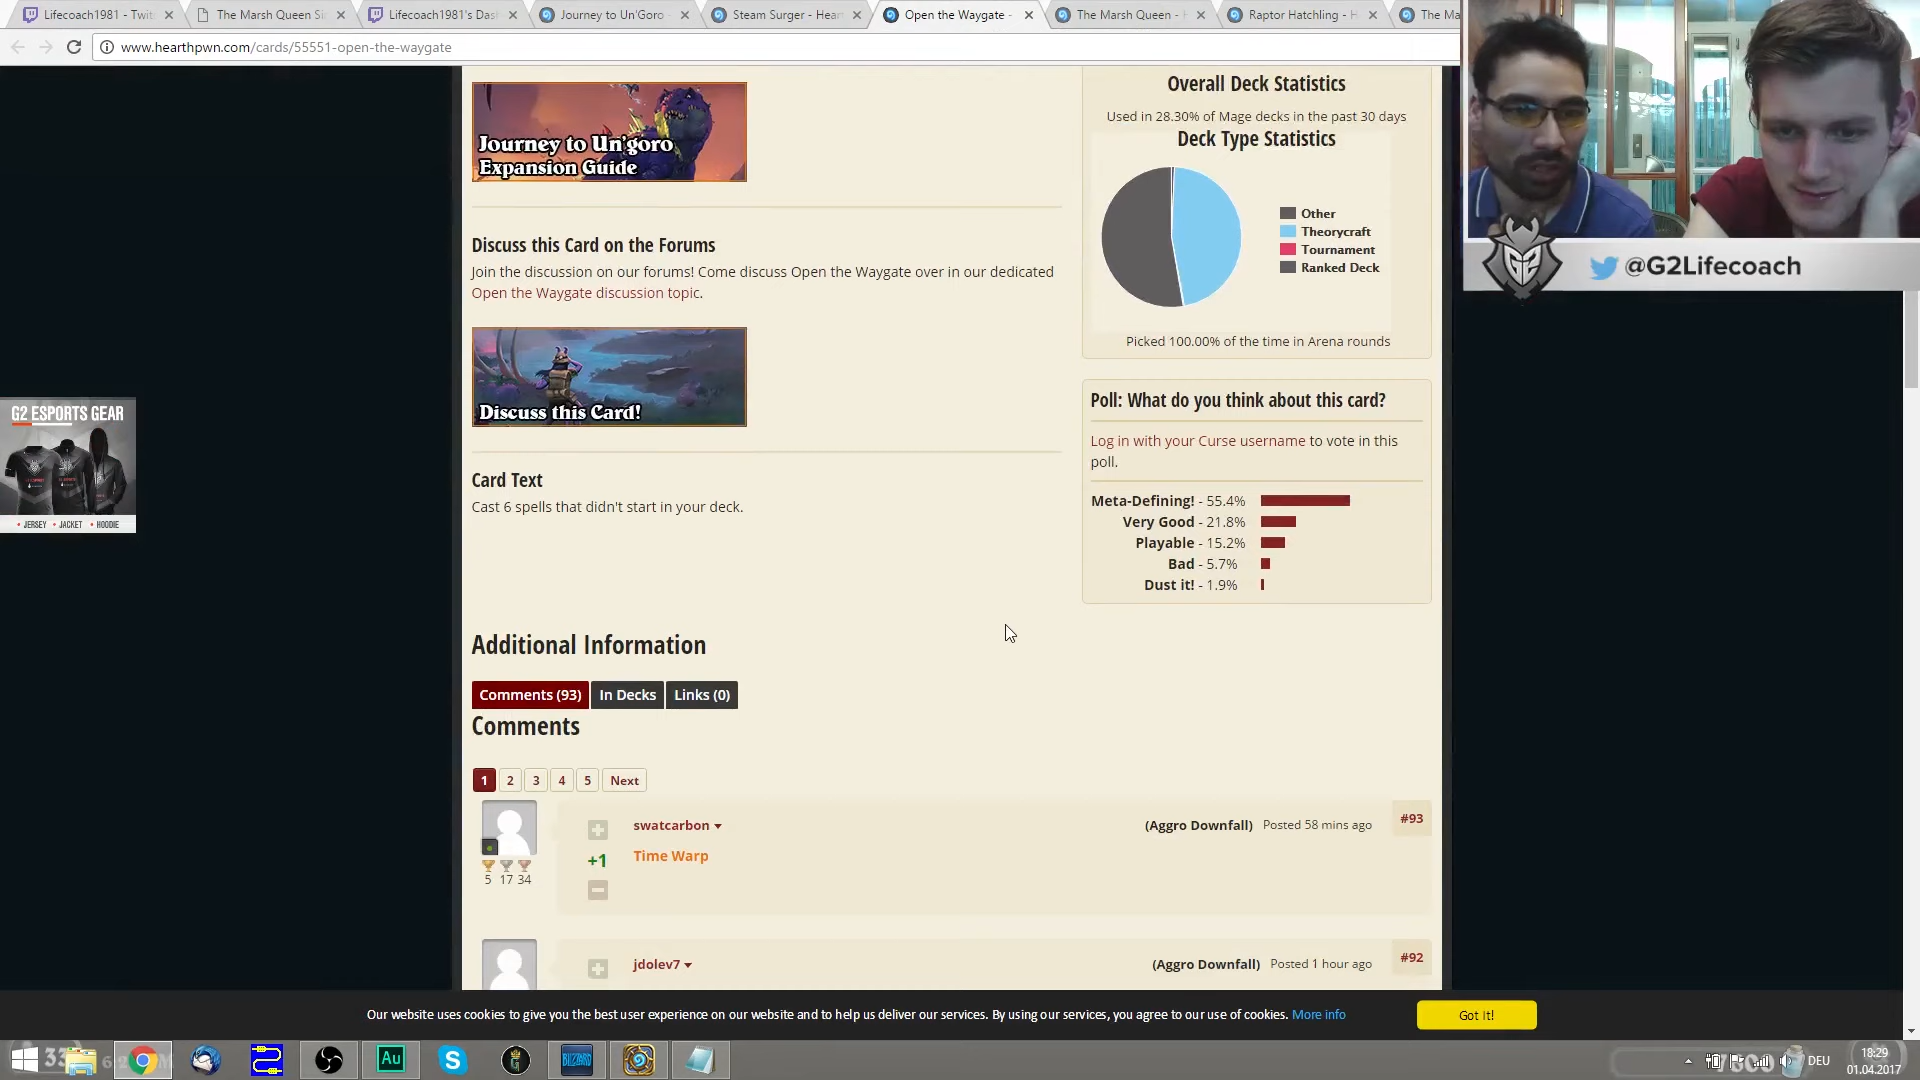 Lifecoach1981 - Twit
The Marsh Queen Si
Lifecoach1981's Das
Journey to Un'Goro
Steam Surger - Hear
Open the Waygate -
The Marsh Queen - H
Raptor Hatchling - H
The Ma
www.hearthpwn.com/cards/55551-open-the-waygate
Journey to Un'goro
Expansion Guide
Overall Deck Statistics
Used in 28.30% of Mage decks in the past 30 days
Deck Type Statistics
Other
Theorycraft
Tournament
Ranked Deck
Picked 100.00% of the time in Arena rounds
G2
@G2Lifecoach
Discuss this Card on the Forums
Join the discussion on our forums! Come discuss Open the Waygate over in our dedicated
Open the Waygate discussion topic.
Discuss this Card!
G2 ESPORTS GEAR
• JERSEY • JACKET • HOODIE
Card Text
Cast 6 spells that didn't start in your deck.
Poll: What do you think about this card?
Log in with your Curse username to vote in this
poll.
Meta-Defining! - 55.4%
Very Good - 21.8%
Playable - 15.2%
Bad - 5.7%
Dust it! - 1.9%
Additional Information
Comments (93)
In Decks
Links (0)
Comments
1 2 3 4 5 Next
swatcarbon
(Aggro Downfall) Posted 58 mins ago
#93
+1
Time Warp
5 17 34
jdolev7
(Aggro Downfall) Posted 1 hour ago
#92
Our website uses cookies to give you the best user experience on our website and to help us deliver our services. By using our services, you agree to our use of cookies. More info
Got it!
Au
BLIZZARD
DEU
18:29
01.04.2017